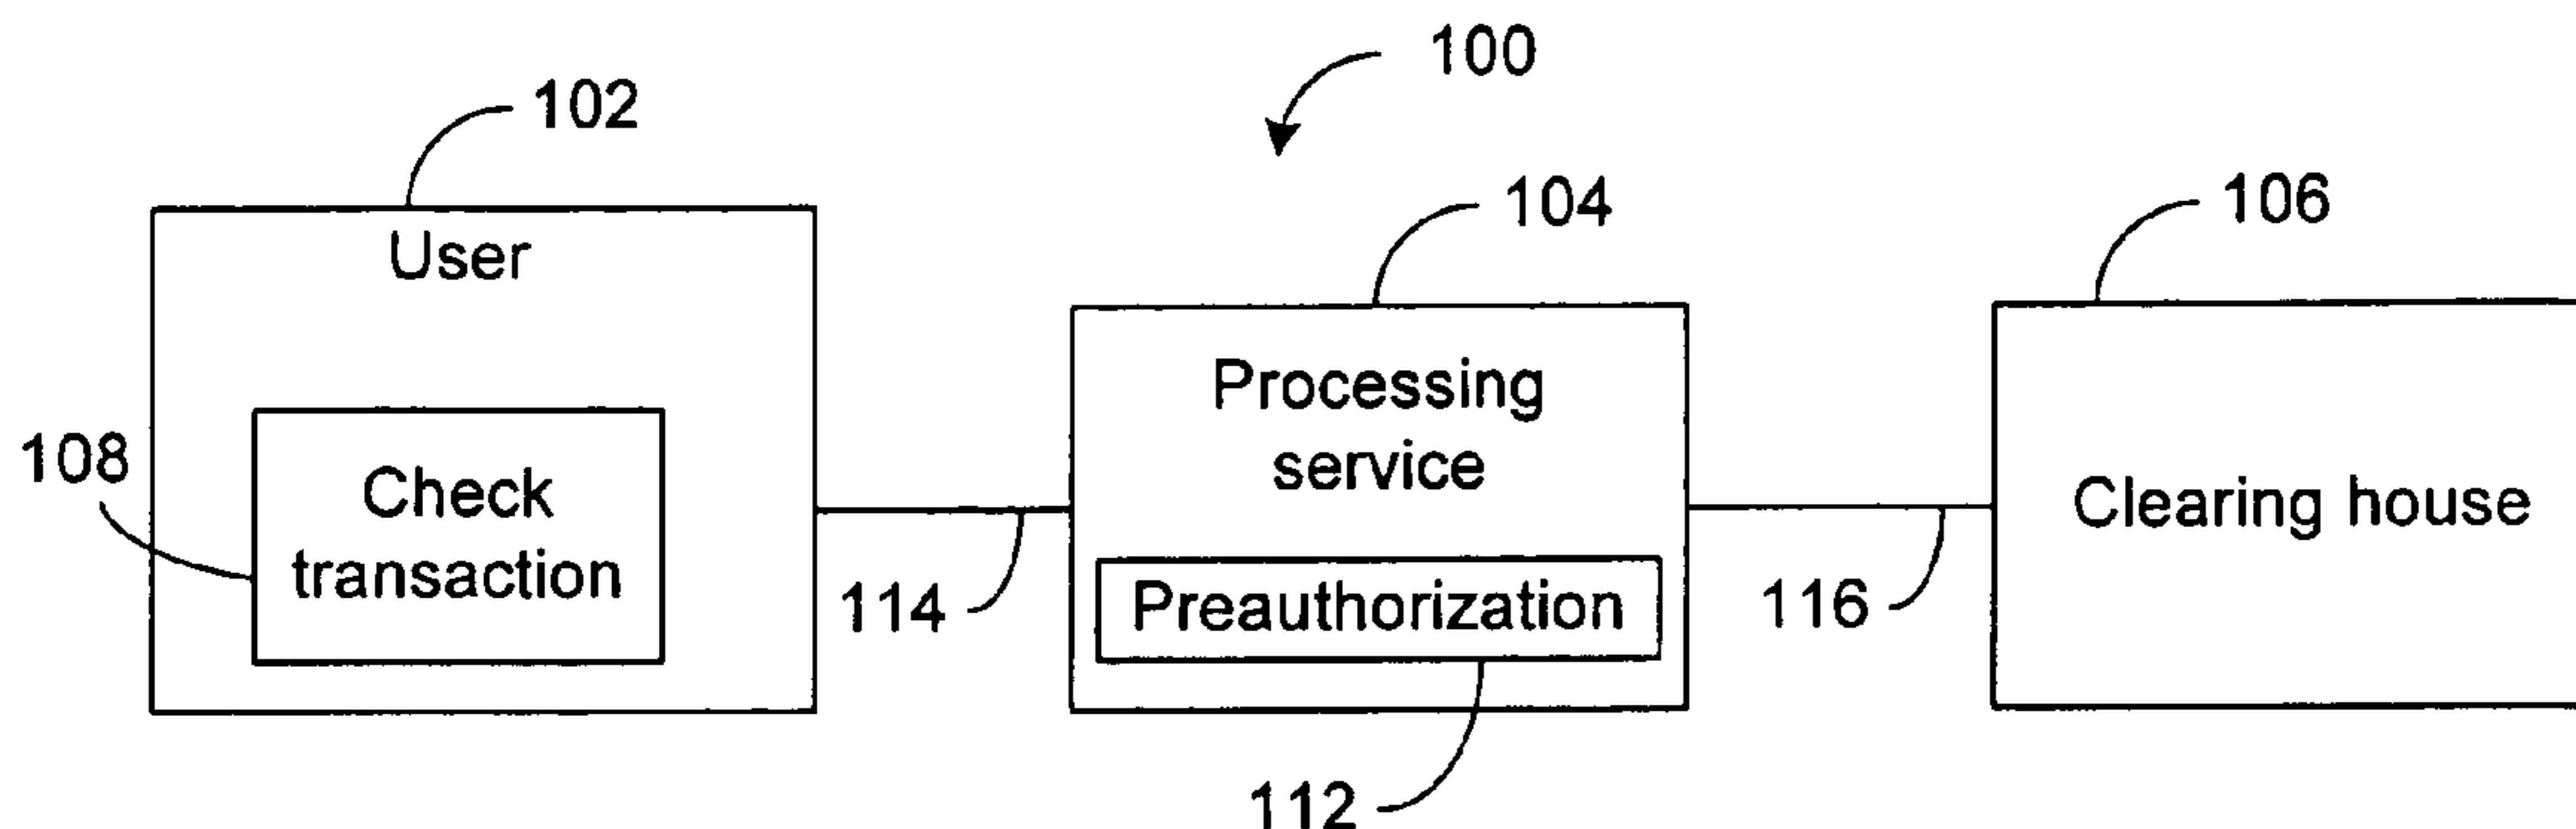 100
102
104
106
User
Processing
service
108
Check
transaction
Clearing house
114
Preauthorization
116
112